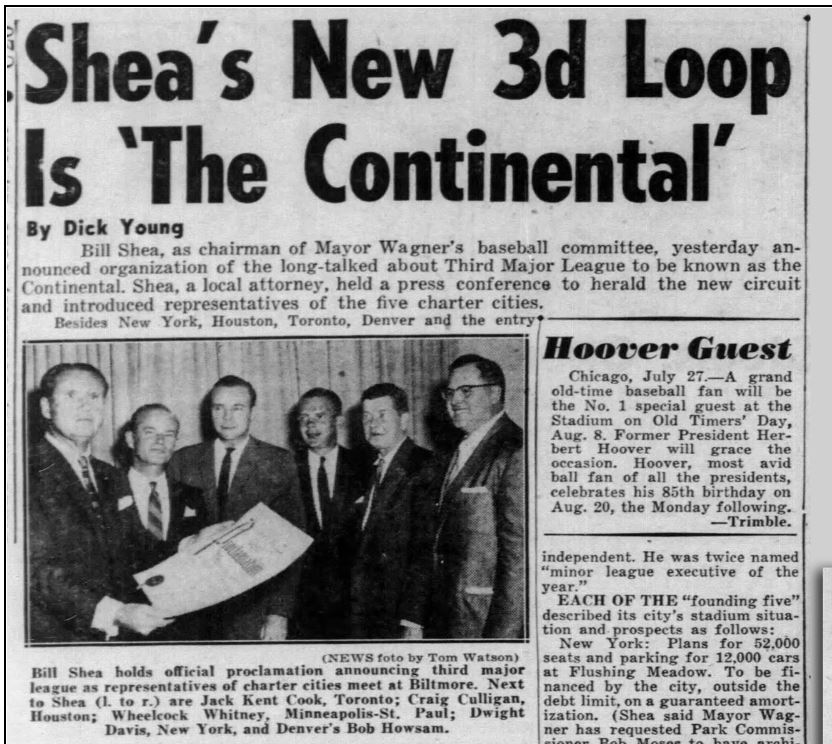 Shea's New 3d Loop
Is 'The Continental'
By Dick Young
Bill Shea, as chairman of Mayor Wagner's baseball committee, yesterday an-
nounced organization of the long-talked about Third Major League to be known as the
Continental. Shea, a local attorney, held a press conference to herald the new circuit
and introduced representatives of the five charter cities.
Besides New York, Houston, Toronto, Denver and the entry
(NEWS foto by Tom Watson)
Bill Shea holds official proclamation announcing third major
league as representatives of charter cities meet at Biltmore. Next
to Shea (l. to r.) are Jack Kent Cook, Toronto; Craig Culligan,
Houston; Wheelcock Whitney, Minneapolis-St. Paul; Dwight
Davis, New York, and Denver's Bob Howsam.
Hoover Guest
Chicago, July 27.—A grand
old-time baseball fan will be
the No. 1 special guest at the
Stadium on Old Timers' Day,
Aug. 8. Former President Her-
bert Hoover will grace the
occasion. Hoover, most avid
ball fan of all the presidents,
celebrates his 85th birthday on
Aug. 20, the Monday following.
—Trimble.
independent. He was twice named
"minor league executive of the
year."
EACH OF THE "founding five"
described its city's stadium situa-
tion and prospects as follows:
New York: Plans for 52,000
seats and parking for 12,000 cars
at Flushing Meadow. To be fi-
nanced by the city, outside the
debt limit, on a guaranteed amort-
ization. (Shea said Mayor Wag-
ner has requested Park Commis-
sioner Bob Moses to have archi-